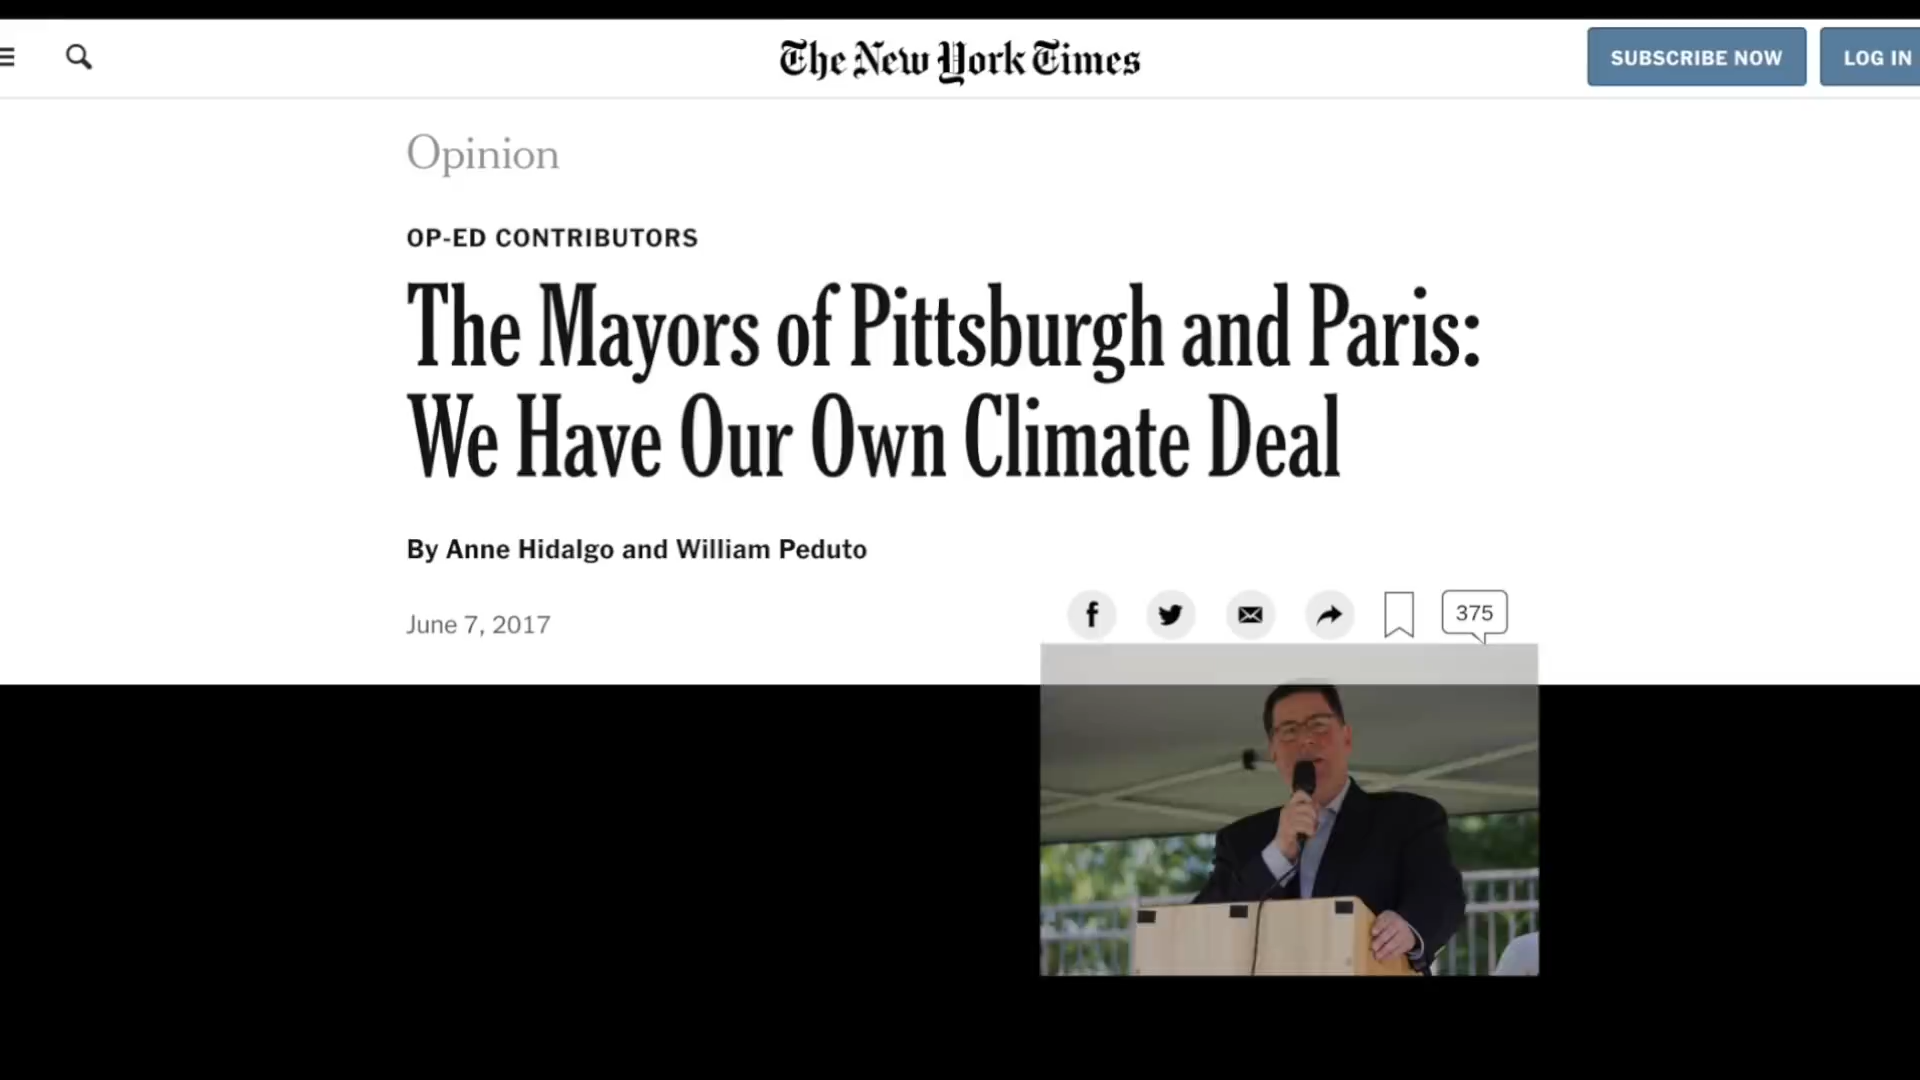 The New York Times
SUBSCRIBE NOW
LOG IN
Opinion
OP-ED CONTRIBUTORS
The Mayors of Pittsburgh and Paris:
We Have Our Own Climate Deal
By Anne Hidalgo and William Peduto
June 7, 2017
375